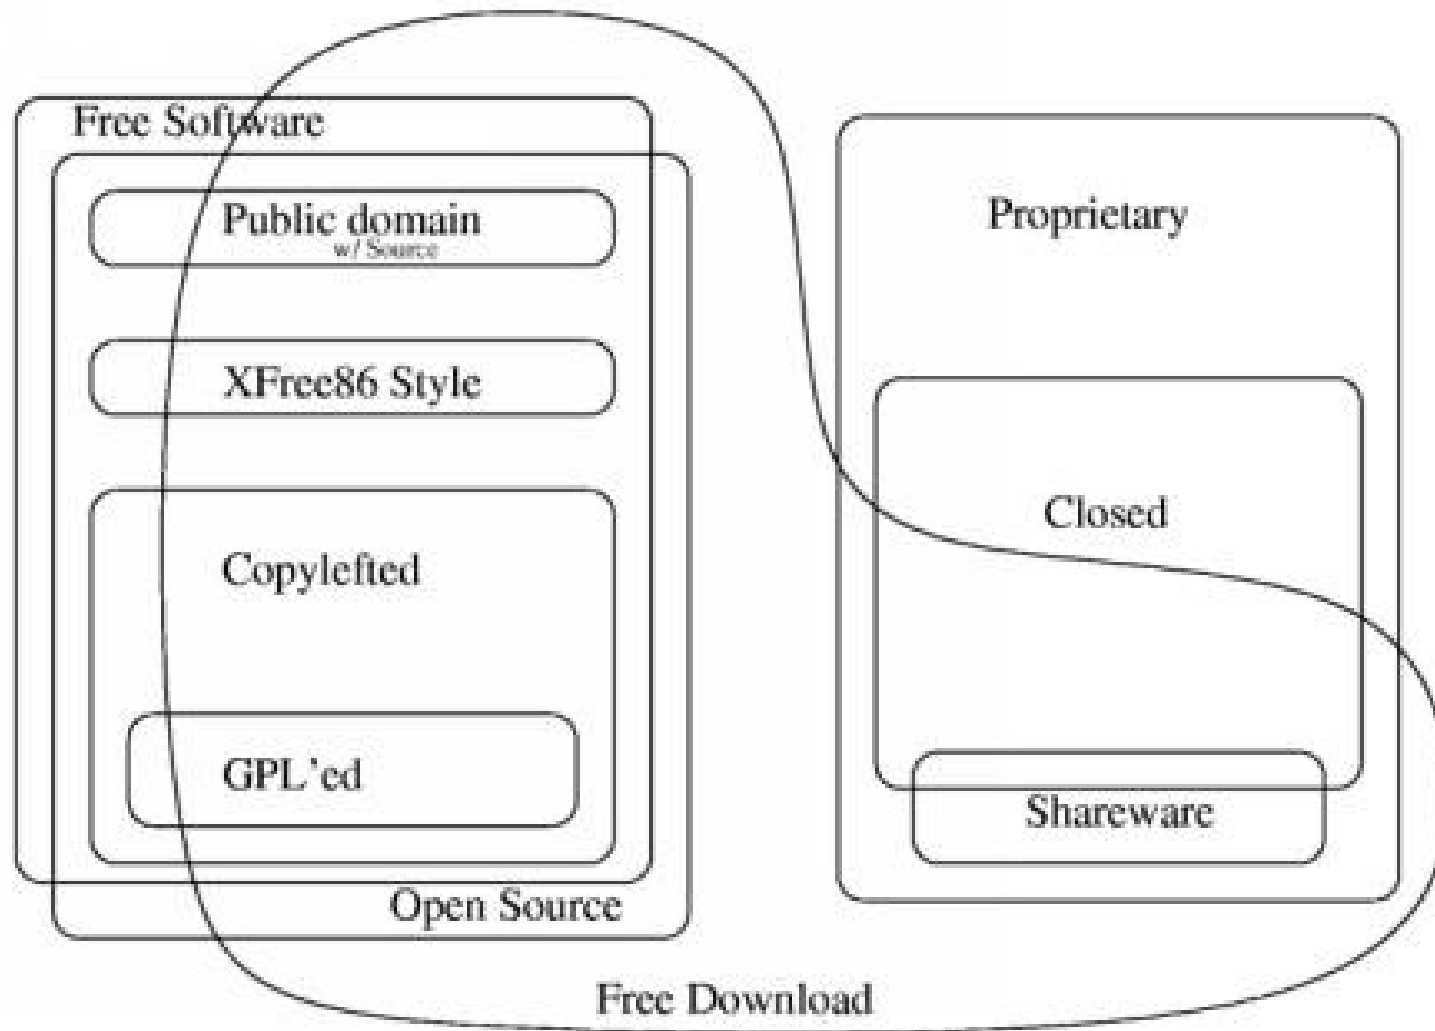 Free Software
Public domain
w/ Source
XFree86 Style
Copylefted
GPL'ed
Open Source
Proprietary
Closed
Shareware
Free Download